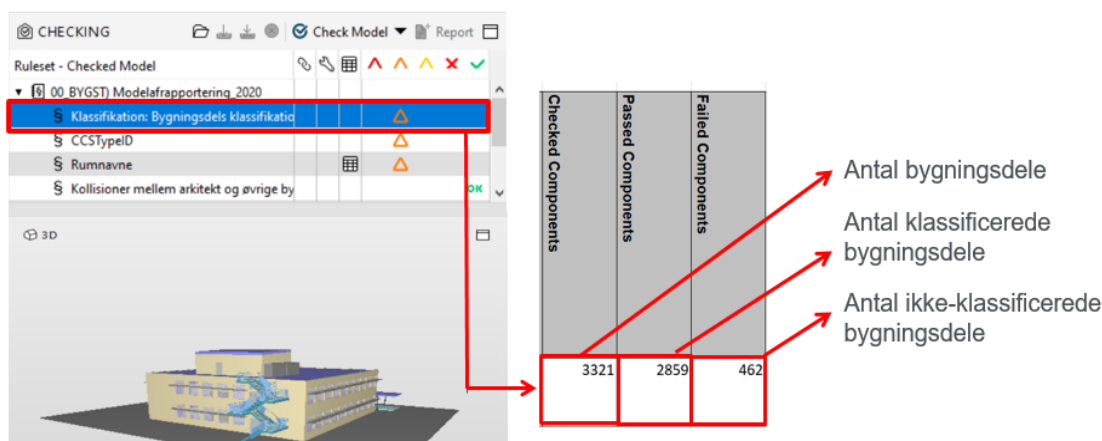 CHECKING
Check Model
Report
Ruleset - Checked Model
00_BYGST) Modelafrapportering_2020
§ Klassifikation: Bygningsdels klassifikatio
§ CCSTypeID
§ Rumnavne
§ Kollisioner mellem arkitekt og øvrige by
OK
3D
Checked Components
Passed Components
Failed Components
3321
2859
462
Antal bygningsdele
Antal klassificerede
bygningsdele
Antal ikke-klassificerede
bygningsdele